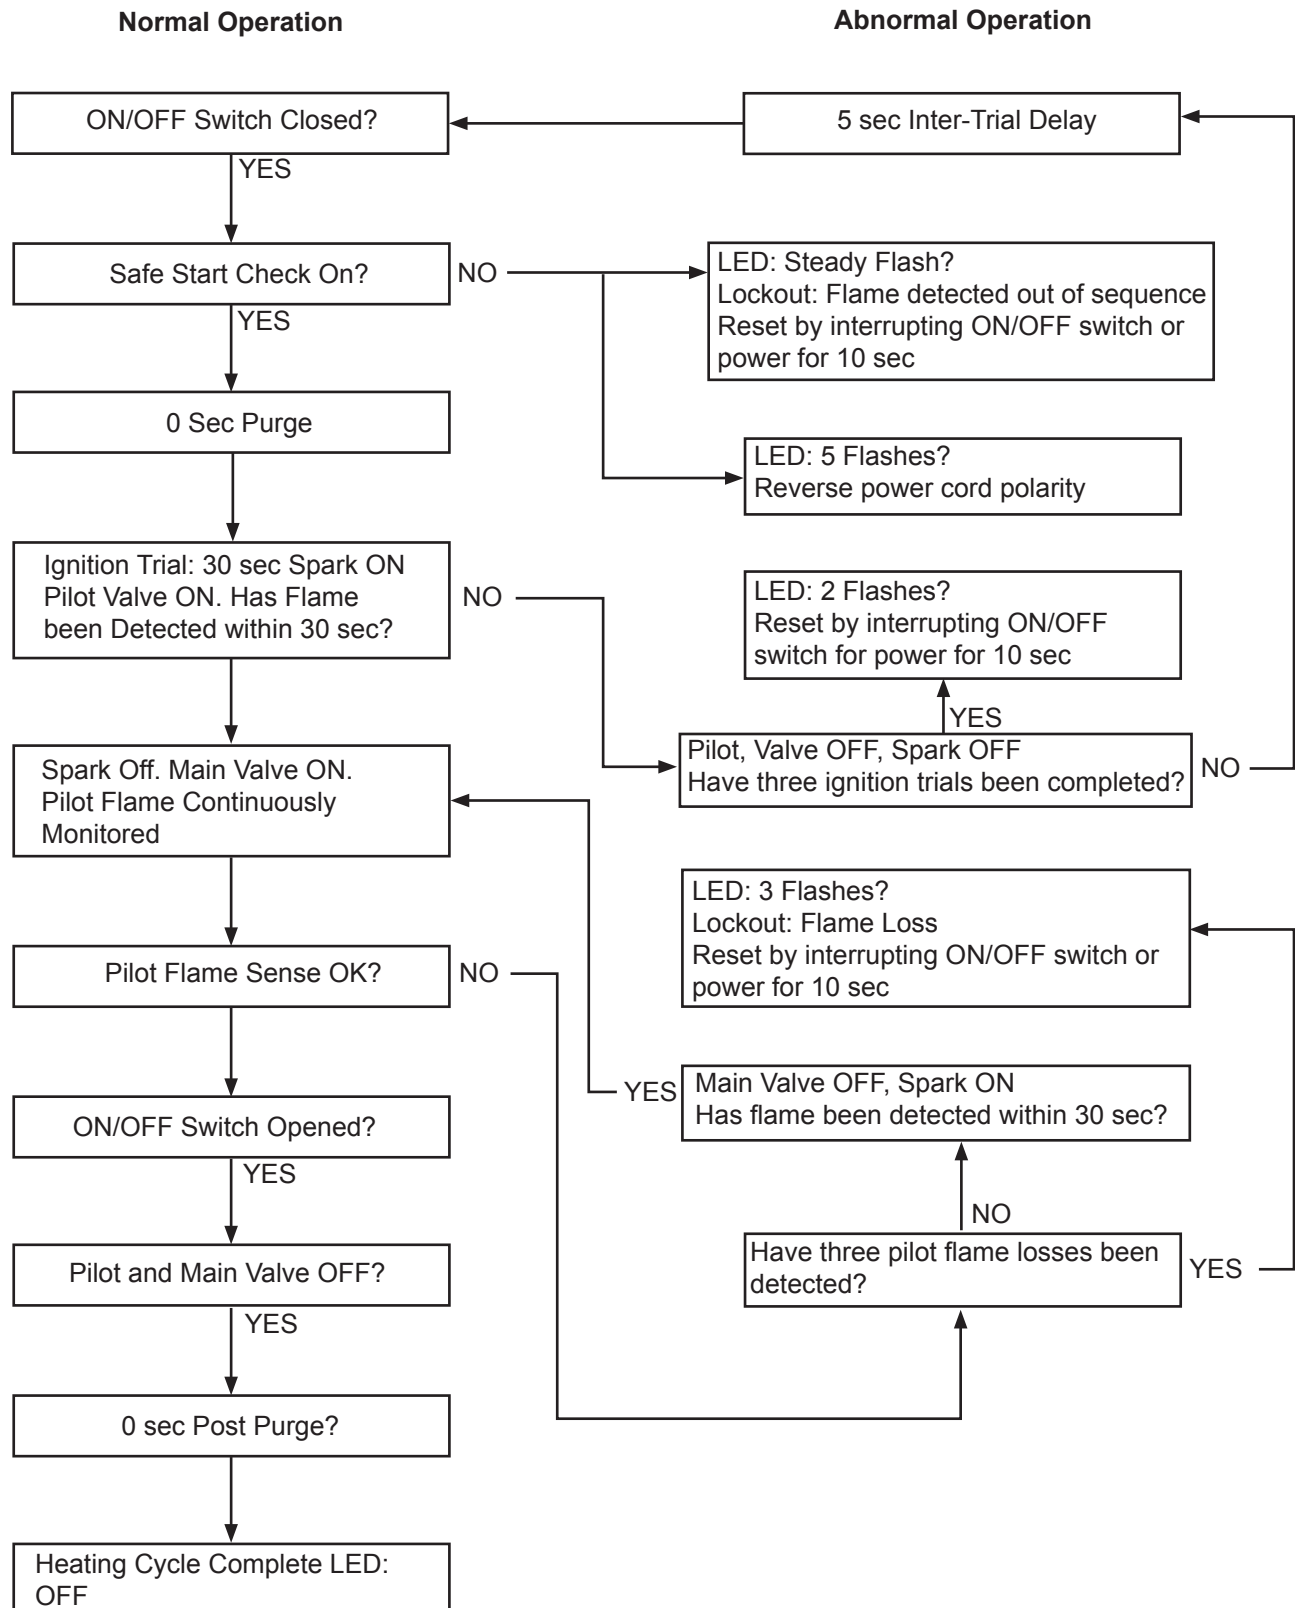 Normal Operation
Abnormal Operation
ON/OFF Switch Closed?
5 sec Inter-Trial Delay
YES
Safe Start Check On?
NO
LED: Steady Flash?
Lockout: Flame detected out of sequence
Reset by interrupting ON/OFF switch or
power for 10 sec
YES
0 Sec Purge
LED: 5 Flashes?
Reverse power cord polarity
Ignition Trial: 30 sec Spark ON
Pilot Valve ON. Has Flame
been Detected within 30 sec?
NO
LED: 2 Flashes?
Reset by interrupting ON/OFF
switch for power for 10 sec
YES
Pilot, Valve OFF, Spark OFF
Have three ignition trials been completed?
NO
Spark Off. Main Valve ON.
Pilot Flame Continuously
Monitored
LED: 3 Flashes?
Lockout: Flame Loss
Reset by interrupting ON/OFF switch or
power for 10 sec
Pilot Flame Sense OK?
NO
YES
Main Valve OFF, Spark ON
Has flame been detected within 30 sec?
ON/OFF Switch Opened?
YES
NO
Have three pilot flame losses been
detected?
YES
Pilot and Main Valve OFF?
YES
0 sec Post Purge?
Heating Cycle Complete LED:
OFF